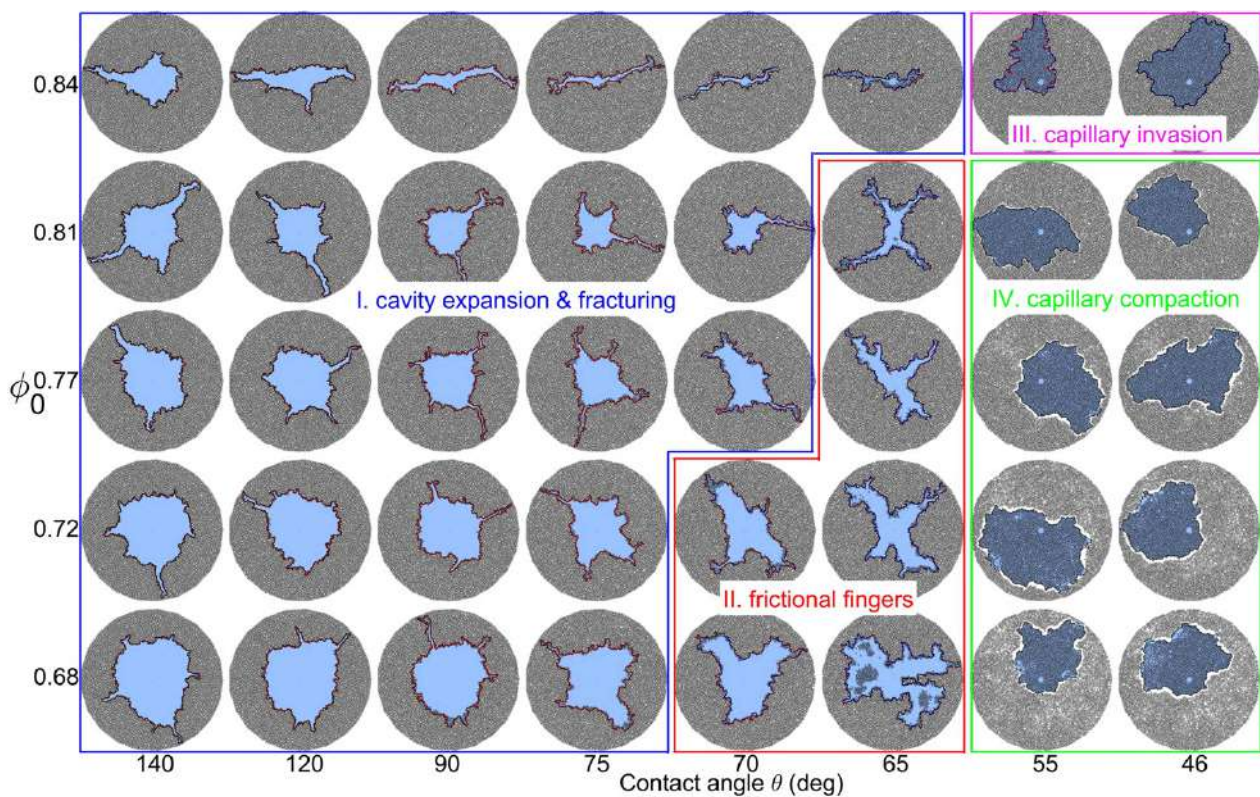 0.84
III. capillary invasion
0.81
I. cavity expansion & fracturing
IV. capillary compaction
ϕ0
0.77
0.72
II. frictional fingers
0.68
140 120 90 75 70 65 55 46
Contact angle θ (deg)